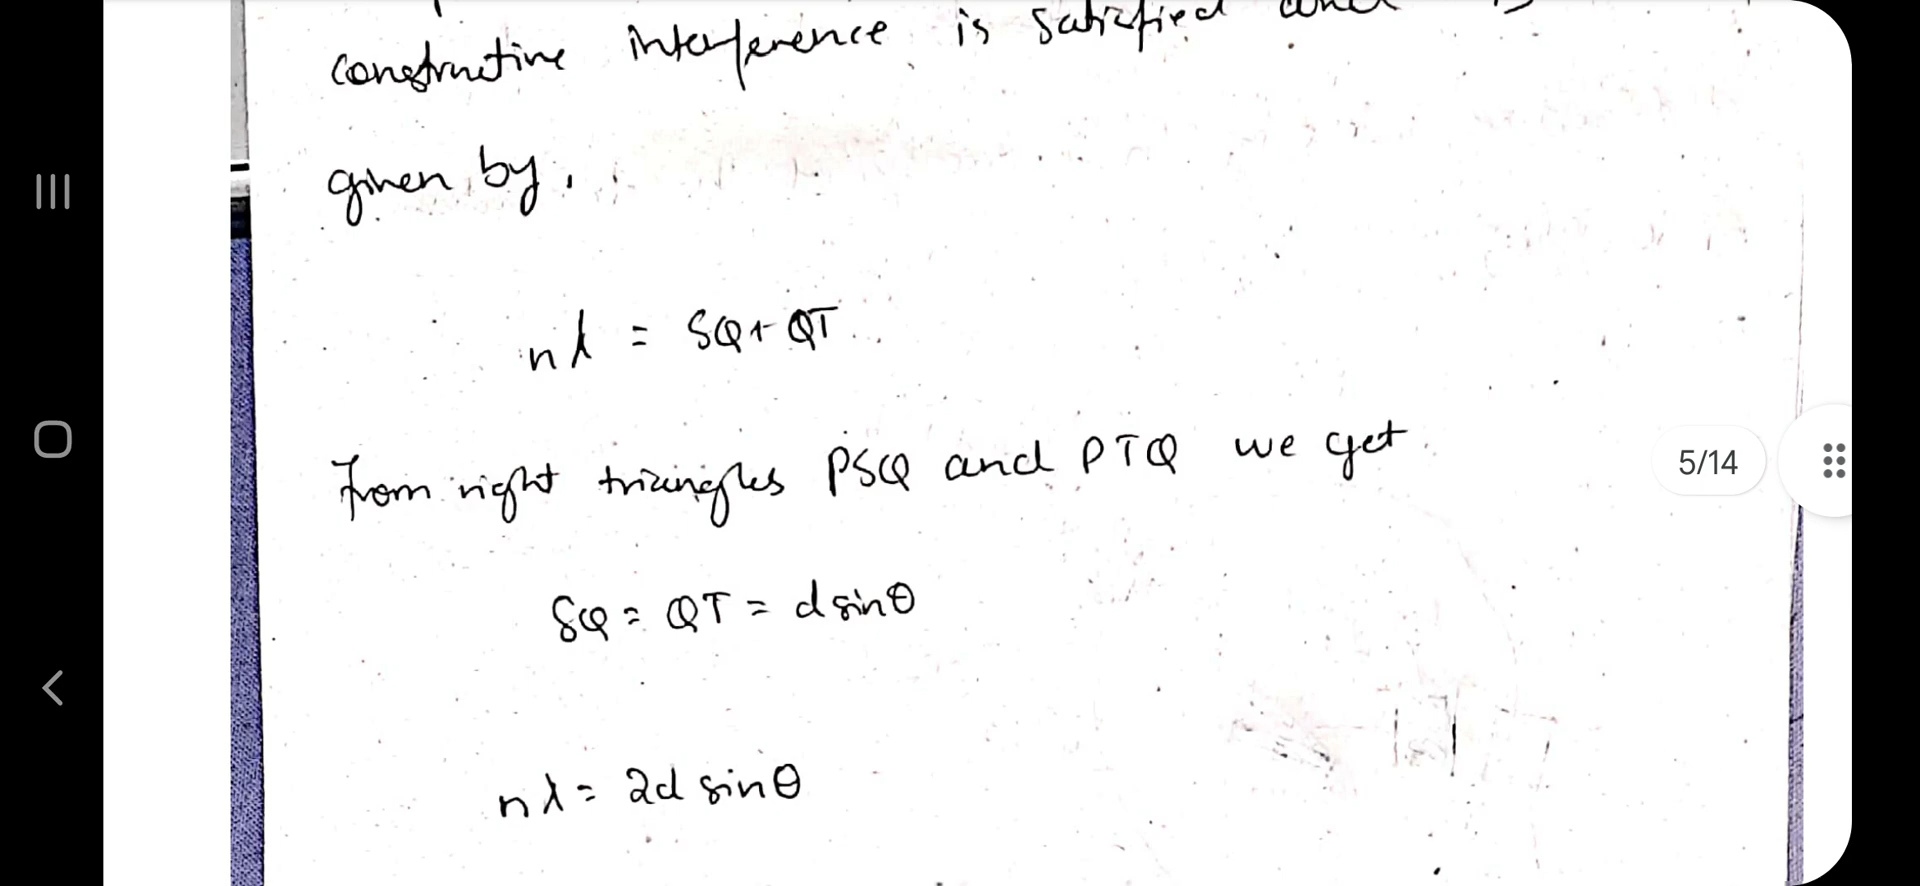 constructive interference is satisfied and
given by,
nλ = SQ + QT
From right triangles PSQ and PTQ we get
5/14
SQ = QT = d sinθ
nλ = 2d sinθ